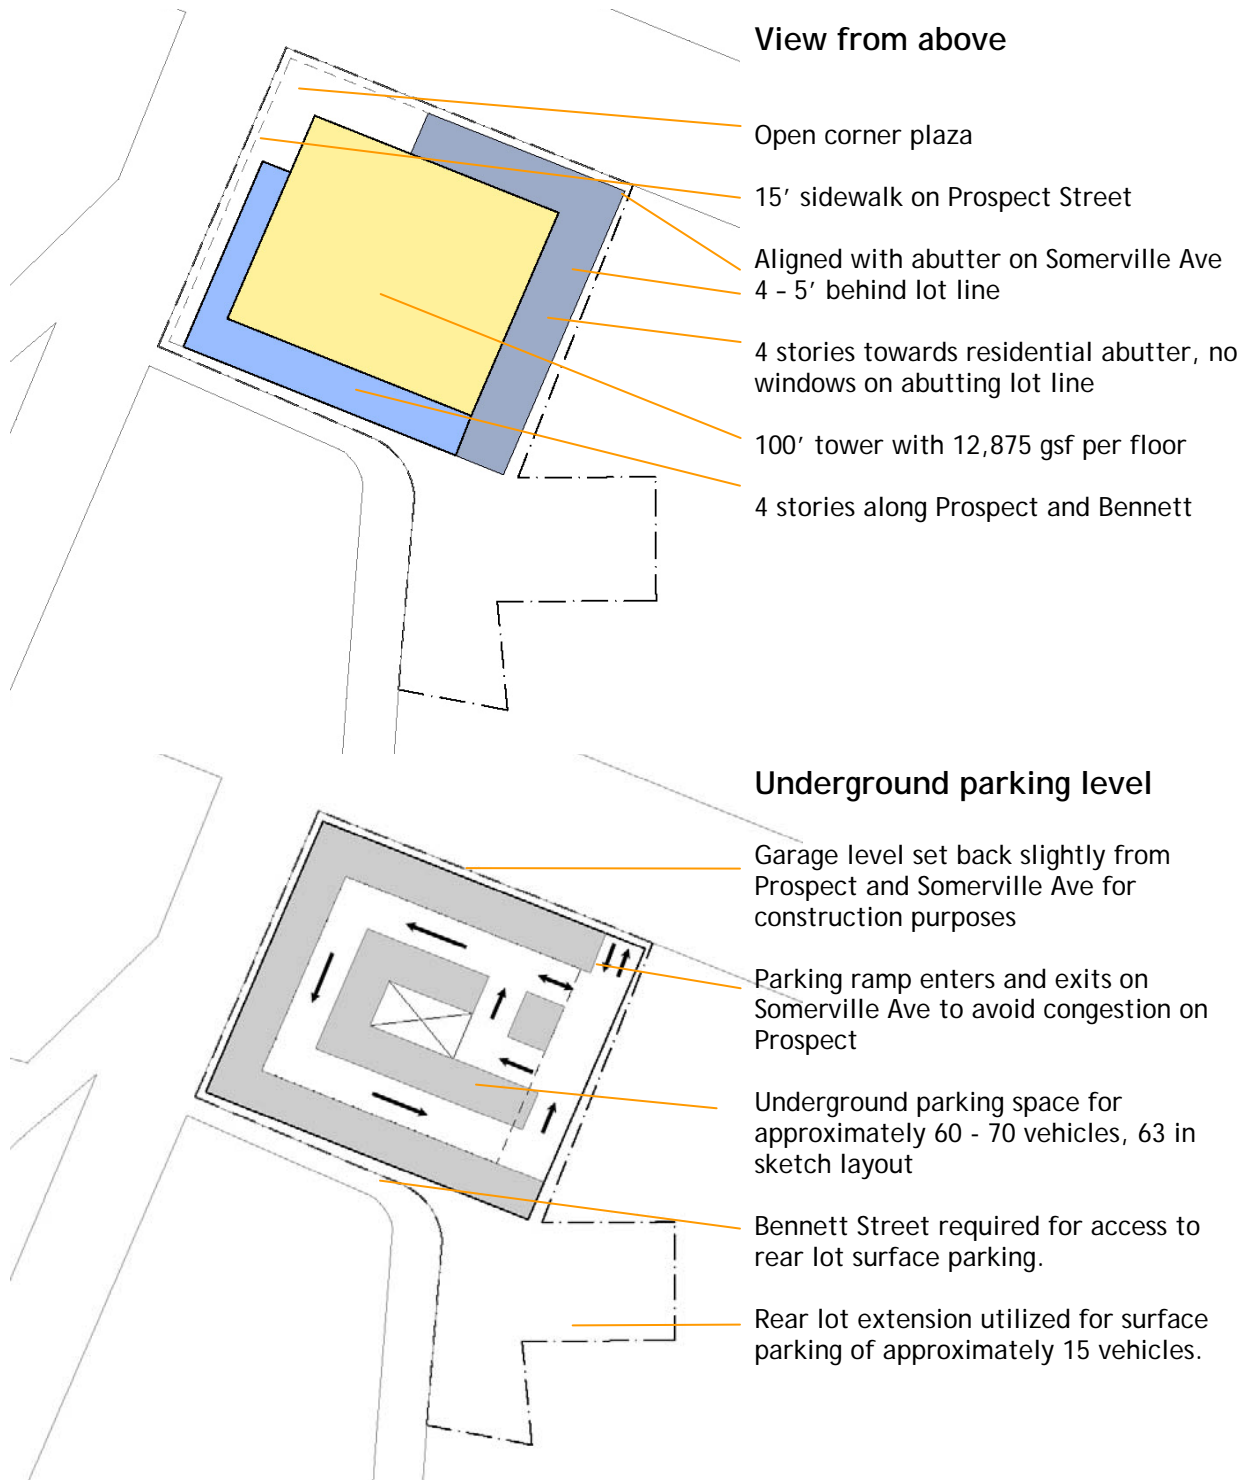 View from above
Open corner plaza
15’ sidewalk on Prospect Street
Aligned with abutter on Somerville Ave
4 – 5’ behind lot line
4 stories towards residential abutter, no
windows on abutting lot line
100’ tower with 12,875 gsf per floor
4 stories along Prospect and Bennett
Underground parking level
Garage level set back slightly from
Prospect and Somerville Ave for
construction purposes
Parking ramp enters and exits on
Somerville Ave to avoid congestion on
Prospect
Underground parking space for
approximately 60 - 70 vehicles, 63 in
sketch layout
Bennett Street required for access to
rear lot surface parking.
Rear lot extension utilized for surface
parking of approximately 15 vehicles.